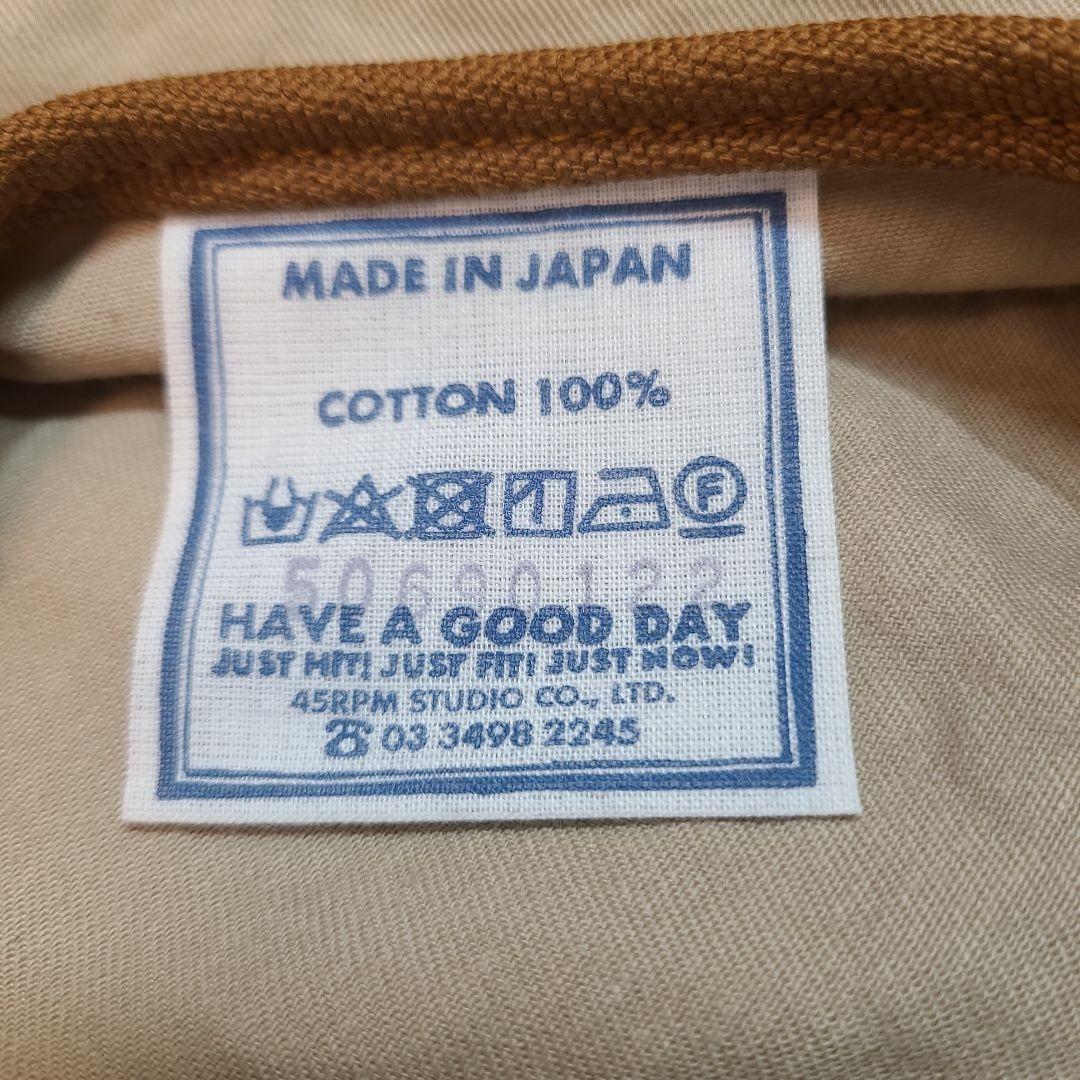 MADE IN JAPAN
COTTON 100%
F
50690122
HAVE A GOOD DAY
JUST HIT! JUST FIT! JUST NOW!
45RPM STUDIO CO., LTD.
☎ 03 3498 2245